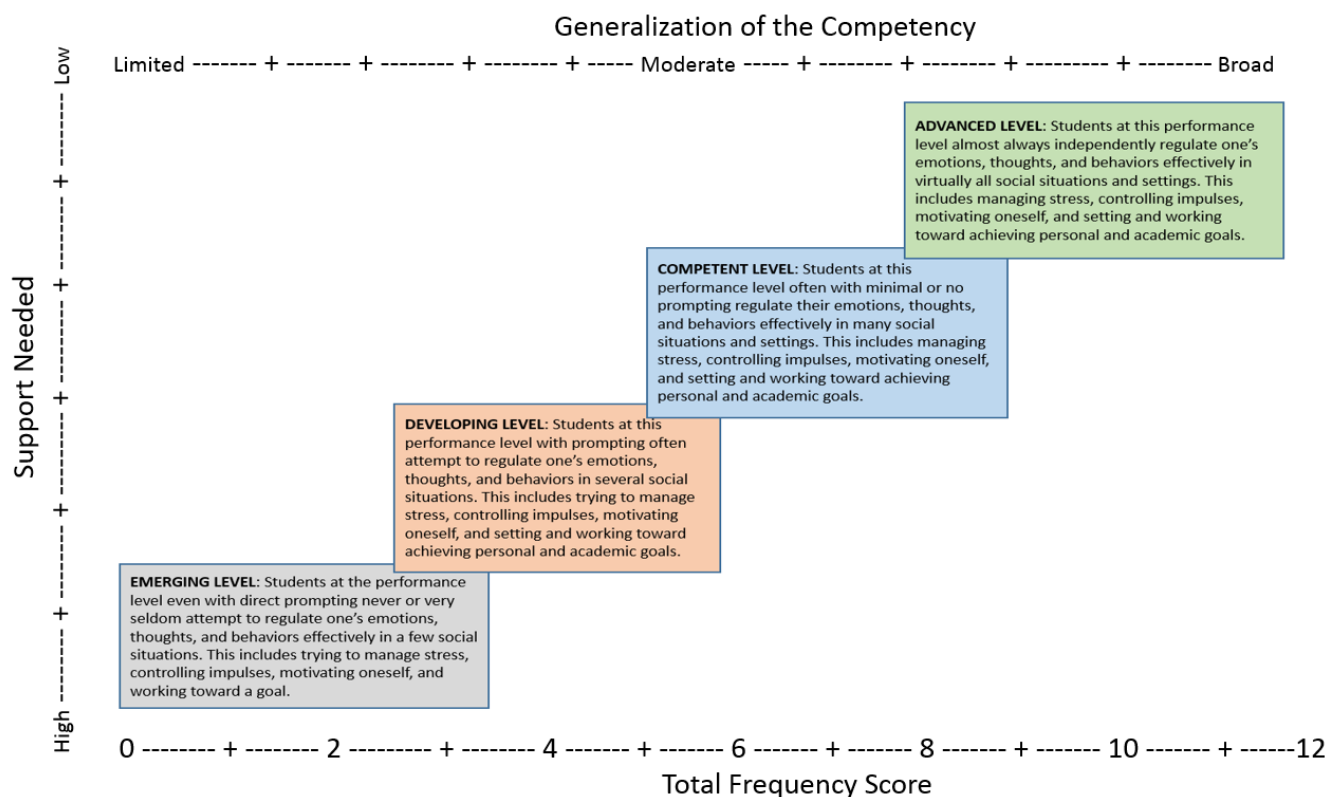 Generalization of the Competency
Limited ------- + ------- + -------- + -------- + ----- Moderate ----- + -------- + -------- + -------- + -------- Broad
Low
High
Support Needed
ADVANCED LEVEL: Students at this performance
level almost always independently regulate one's
emotions, thoughts, and behaviors effectively in
virtually all social situations and settings. This
includes managing stress, controlling impulses,
motivating oneself, and setting and working
toward achieving personal and academic goals.
COMPETENT LEVEL: Students at this
performance level often with minimal or no
prompting regulate their emotions, thoughts,
and behaviors effectively in many social
situations and settings. This includes managing
stress, controlling impulses, motivating oneself,
and setting and working toward achieving
personal and academic goals.
DEVELOPING LEVEL: Students at this
performance level with prompting often
attempt to regulate one's emotions,
thoughts, and behaviors in several social
situations. This includes trying to manage
stress, controlling impulses, motivating
oneself, and setting and working toward
achieving personal and academic goals.
EMERGING LEVEL: Students at the performance
level even with direct prompting never or very
seldom attempt to regulate one's emotions,
thoughts, and behaviors effectively in a few social
situations. This includes trying to manage stress,
controlling impulses, motivating oneself, and
working toward a goal.
0 -------- + -------- 2 -------- + -------- 4 -------- + -------- 6 -------- + -------- 8 -------- + -------- 10 -------- + ------12
Total Frequency Score